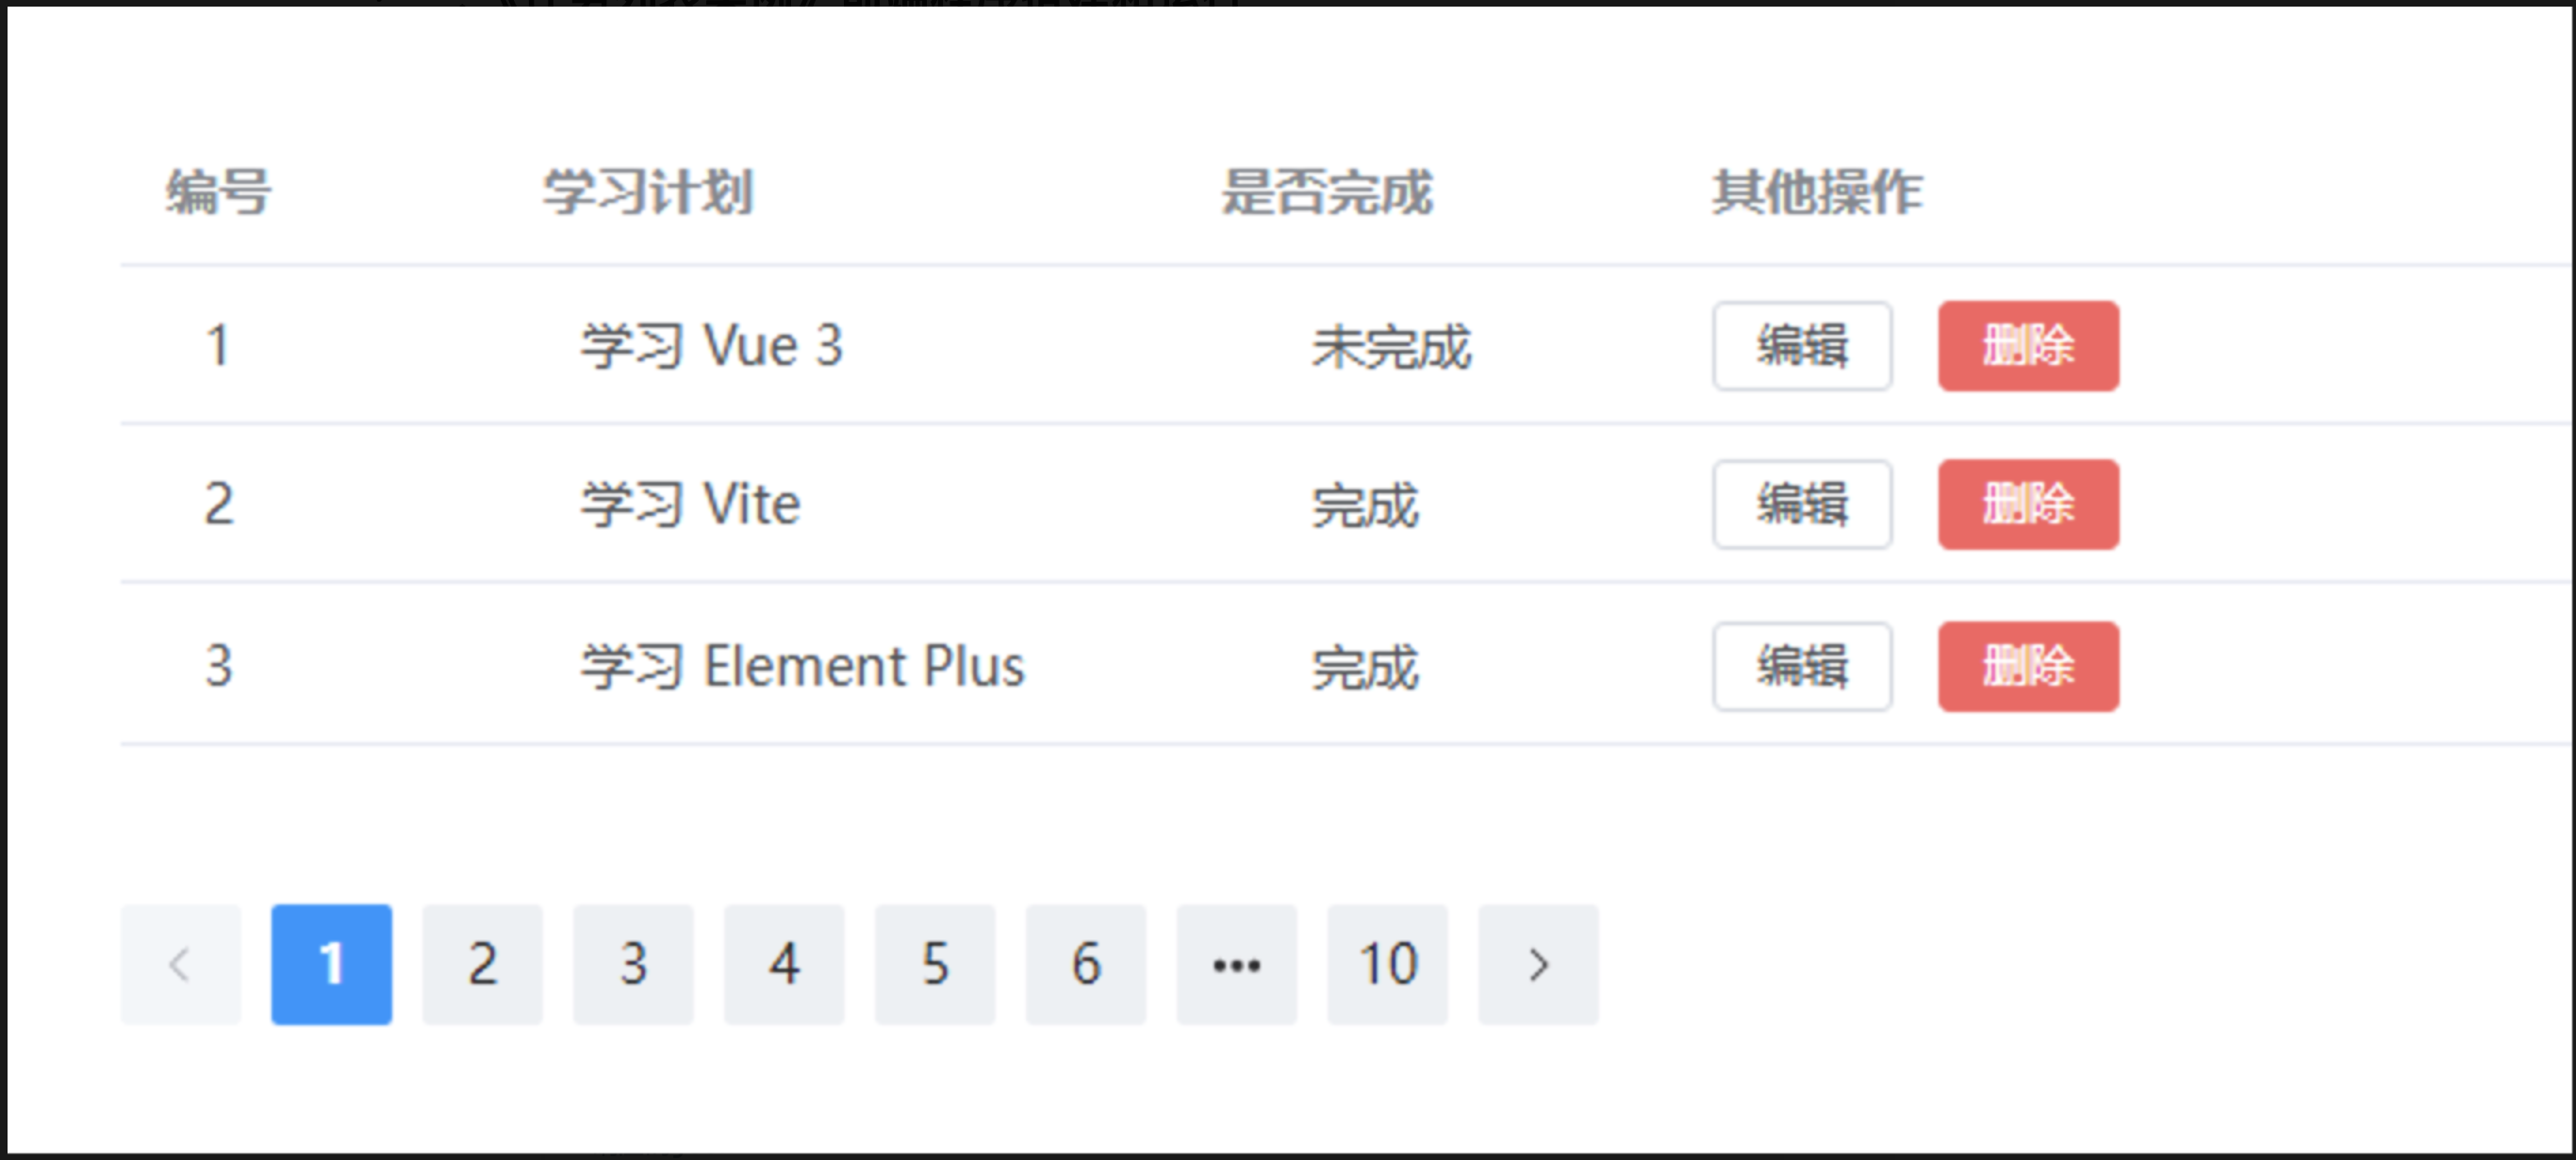 编号 学习计划 是否完成 其他操作
1 学习 Vue 3 未完成 编辑 删除
2 学习 Vite 完成 编辑 删除
3 学习 Element Plus 完成 编辑 删除
< 1 2 3 4 5 6 ••• 10 >